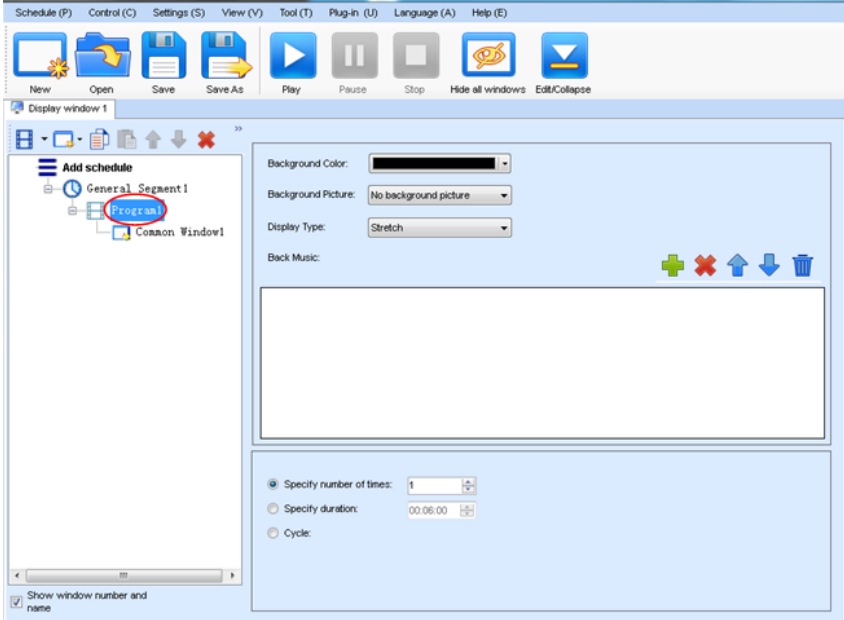 Schedule (P) Control (C) Settings (S) View (V) Tool (T) Plug-in (U) Language (A) Help (E)
New Open Save Save As Play Pause Stop Hide all windows Edit/Collapse
Display window 1
»
Add schedule
General Segment1
Program1
Common Window1
Background Color:
Background Picture: No background picture
Display Type: Stretch
Back Music:
Specify number of times: 1
Specify duration: 00:06:00
Cycle:
Show window number and
name